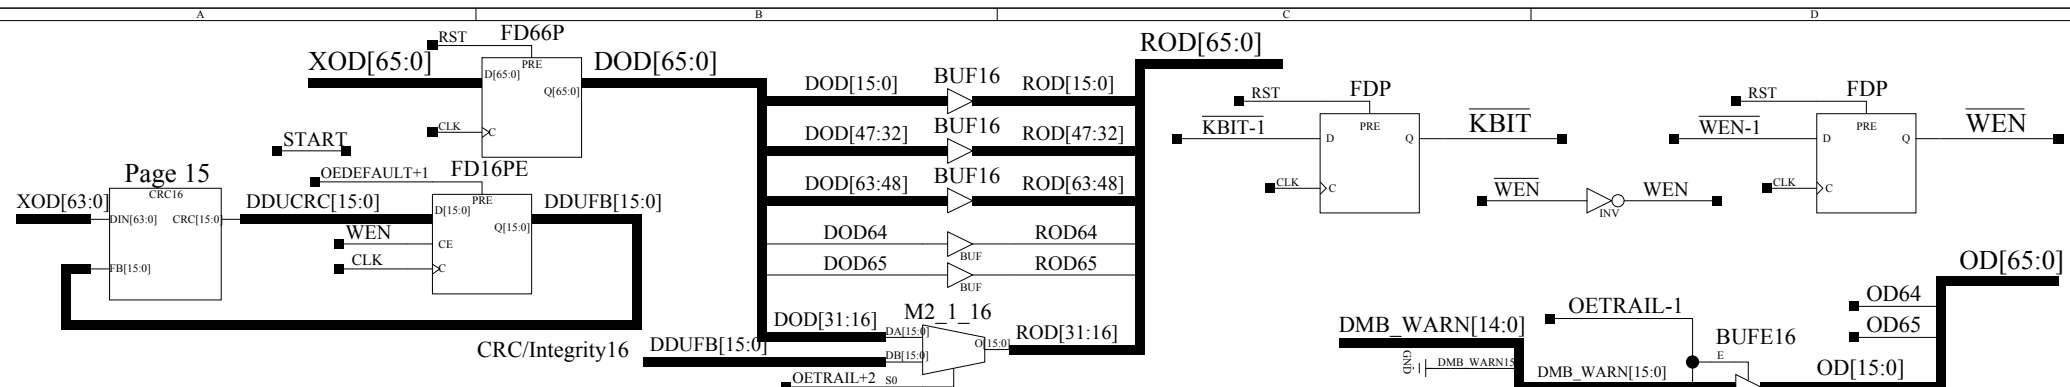 A B C D
RST FD66P
XOD[65:0] DOD[65:0] ROD[65:0]
PRE
D[65:0]
Q[65:0]
CLK C
START
DOD[15:0] BUF16 ROD[15:0]
DOD[47:32] BUF16 ROD[47:32]
DOD[63:48] BUF16 ROD[63:48]
DOD64 BUF ROD64
DOD65 BUF ROD65
RST FDP
KBIT-1 D PRE Q KBIT
CLK C
RST FDP
WEN-1 D PRE Q WEN
CLK C
WEN INV WEN
Page 15
CRC16
XOD[63:0] DIN[63:0] CRC[15:0] DDUCRC[15:0]
FB[15:0]
OEDEFAULT+1 FD16PE
PRE
D[15:0]
Q[15:0] DDUFB[15:0]
WEN CE
CLK C
M2_1_16
DOD[31:16] DA[15:0]
O[15:0] ROD[31:16]
CRC/Integrity16 DDUFB[15:0] DB[15:0]
OETRAIL+2 S0
OD[65:0]
OD64
OD65
OETRAIL-1
DMB_WARN[14:0] BUFE16
E
GND DMB_WARN15
DMB_WARN[15:0] OD[15:0]